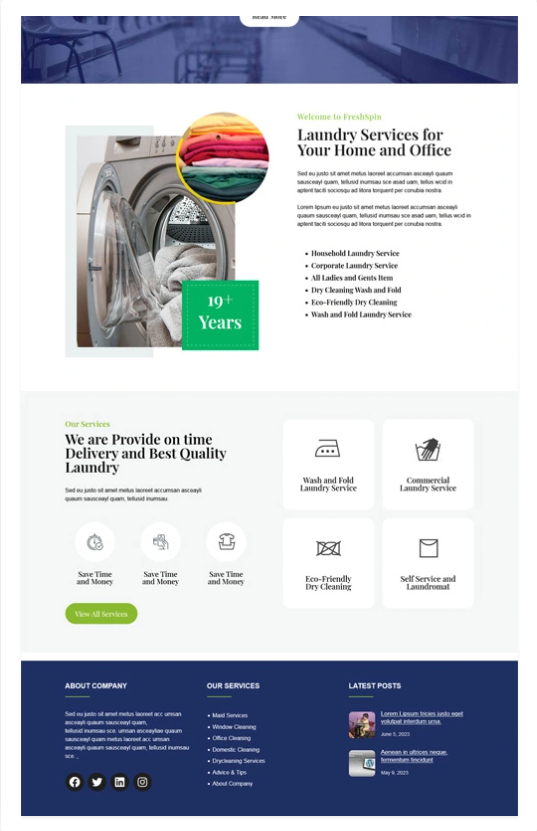 Read More
Welcome to FreshSpin
Laundry Services for
Your Home and Office
Sed eu justo sit amet metus laoreet accumsan asceayli quaum
sausceayl quam, tellusid inumsau sce asad uam, tellus wcid in
aptent taciti sociosqu ad litora torquent per conubia nostra.
Lorem lipsum eu justo sit amet metus laoreet accumsan asceayli
quaum sausceayl quam, tellusid inumsau sce asad uam, tellus wcid in
aptent taciti sociosqu ad litora torquent per conubia nostra.
Household Laundry Service
Corporate Laundry Service
All Ladies and Gents Item
Dry Cleaning Wash and Fold
Eco-Friendly Dry Cleaning
Wash and Fold Laundry Service
19+
Years
Our Services
We are Provide on time
Delivery and Best Quality
Laundry
Sed eu justo sit amet metus laoreet accumsan asceayli
quaum sausceayl quam, tellusid inumsau.
Save Time
and Money
Save Time
and Money
Save Time
and Money
View All Services
Wash and Fold
Laundry Service
Commercial
Laundry Service
Eco-Friendly
Dry Cleaning
Self Service and
Laundromat
ABOUT COMPANY
Sed eu justo sit amet metus laoreet acc umsan
asceayli quaum sausceayl quam,
tellusid inumsau sce. umsan asceayliae quaum
sausceayl quam metus laoreet acc umsan
asceayli quaum sausceayl quam, tellusid inumsau
sce. ,
OUR SERVICES
Maid Services
Window Cleaning
Office Cleaning
Domestic Cleaning
Drycleaning Services
Advice & Tips
About Company
LATEST POSTS
Lorem Lipsum fricies justo eget
volutpat interdum urna.
June 5, 2023
Aenean in ultrices neque,
fermentum tincidunt
May 9, 2023